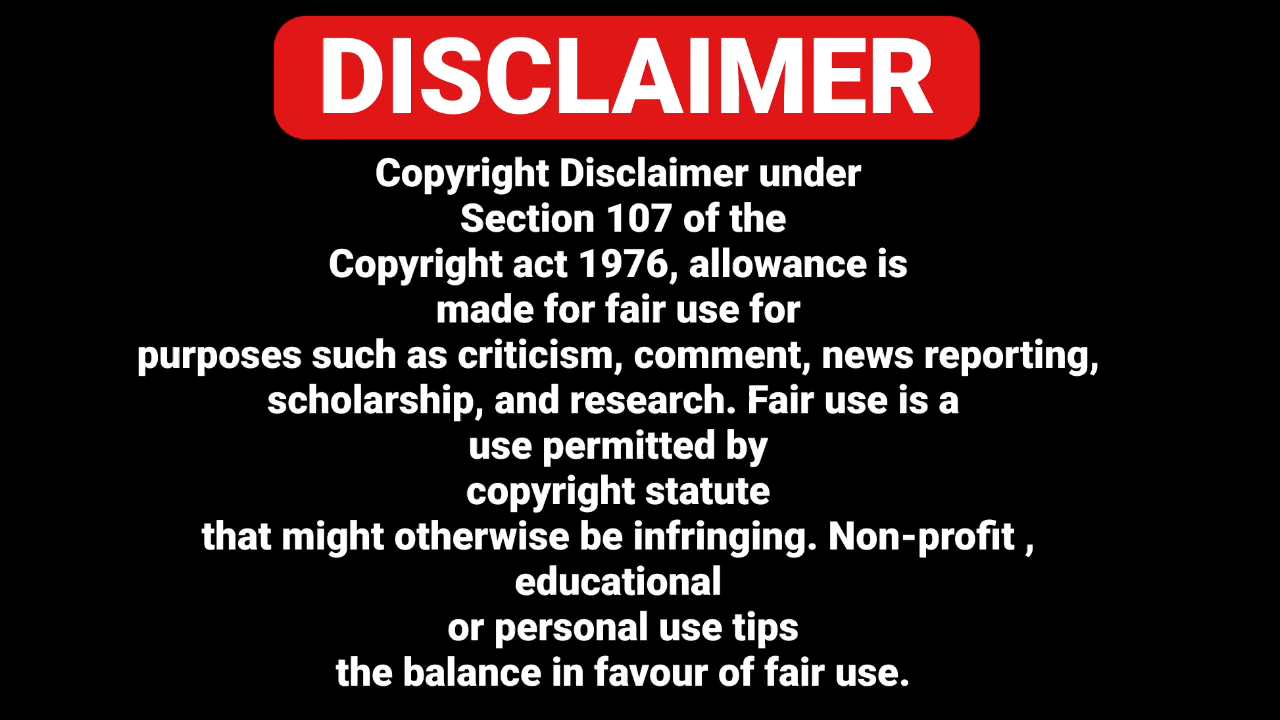 DISCLAIMER
Copyright Disclaimer under
Section 107 of the
Copyright act 1976, allowance is
made for fair use for
purposes such as criticism, comment, news reporting,
scholarship, and research. Fair use is a
use permitted by
copyright statute
that might otherwise be infringing. Non-profit ,
educational
or personal use tips
the balance in favour of fair use.